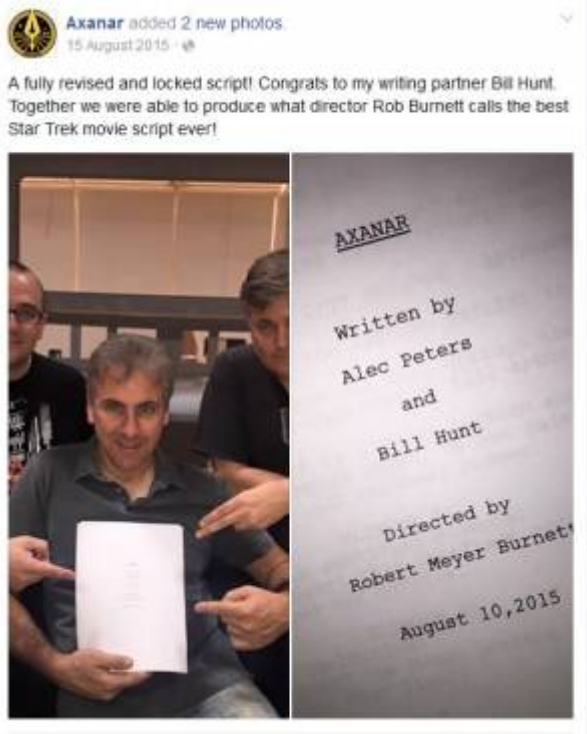 Axanar added 2 new photos.
15 August 2015
A fully revised and locked script! Congrats to my writing partner Bill Hunt.
Together we were able to produce what director Rob Burnett calls the best
Star Trek movie script ever!
AXANAR
Written by
Alec Peters
and
Bill Hunt
Directed by
Robert Meyer Burnett
August 10,2015